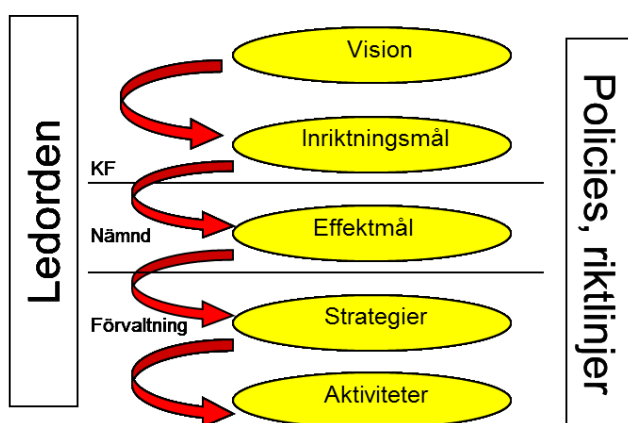 Ledorden
Vision
Inriktningsmål
KF
Nämnd
Effektmål
Förvaltning
Strategier
Aktiviteter
Policies, riktlinjer